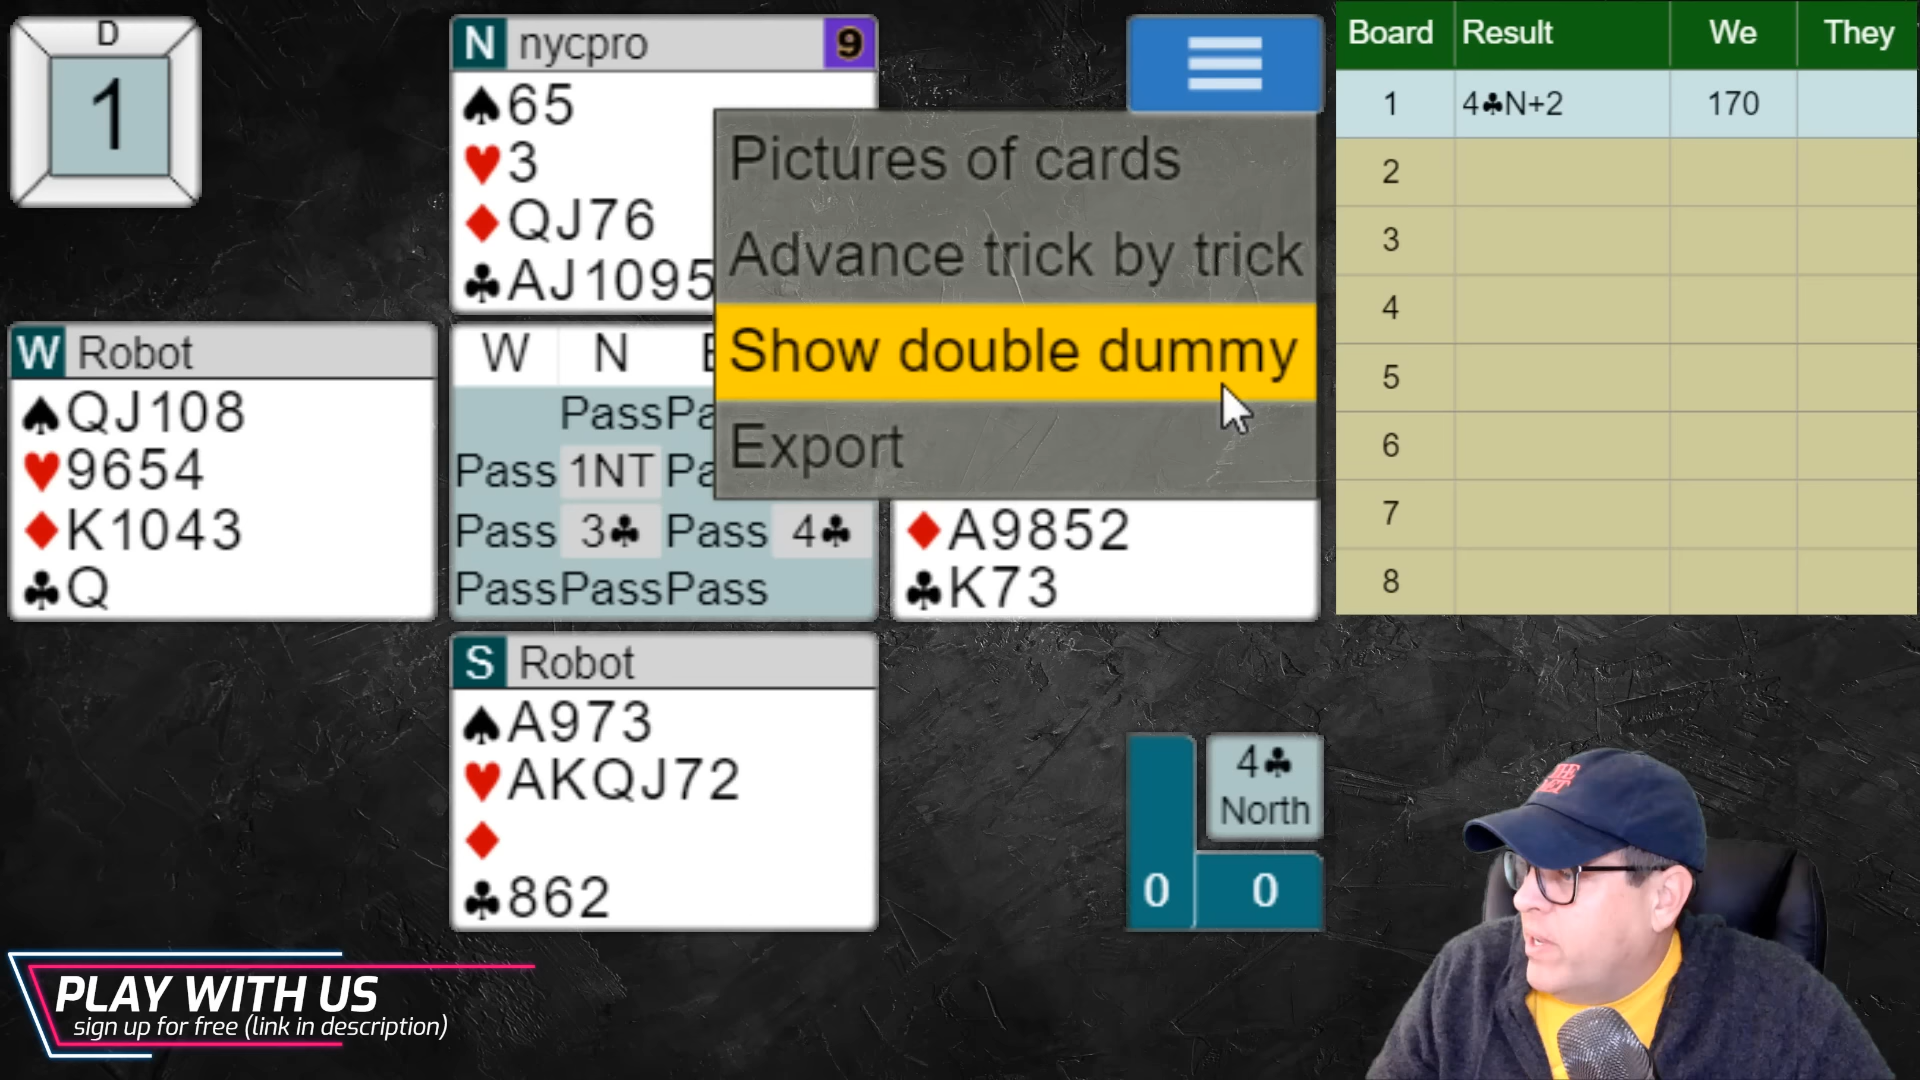 D
1
N nycpro 9
♠65
♥3
♦QJ76
♣AJ1095
Pictures of cards
Advance trick by trick
Show double dummy
Export
Board Result We They
1 4♣N+2 170
2
3
4
5
6
7
8
W Robot
♠QJ108
♥9654
♦K1043
♣Q
W N
Pass
Pass 1NT
Pass 3♣ Pass 4♣
Pass Pass Pass
♦A9852
♣K73
S Robot
♠A973
♥AKQJ72
♦
♣862
4♣
North
0 0
PLAY WITH US
sign up for free (link in description)